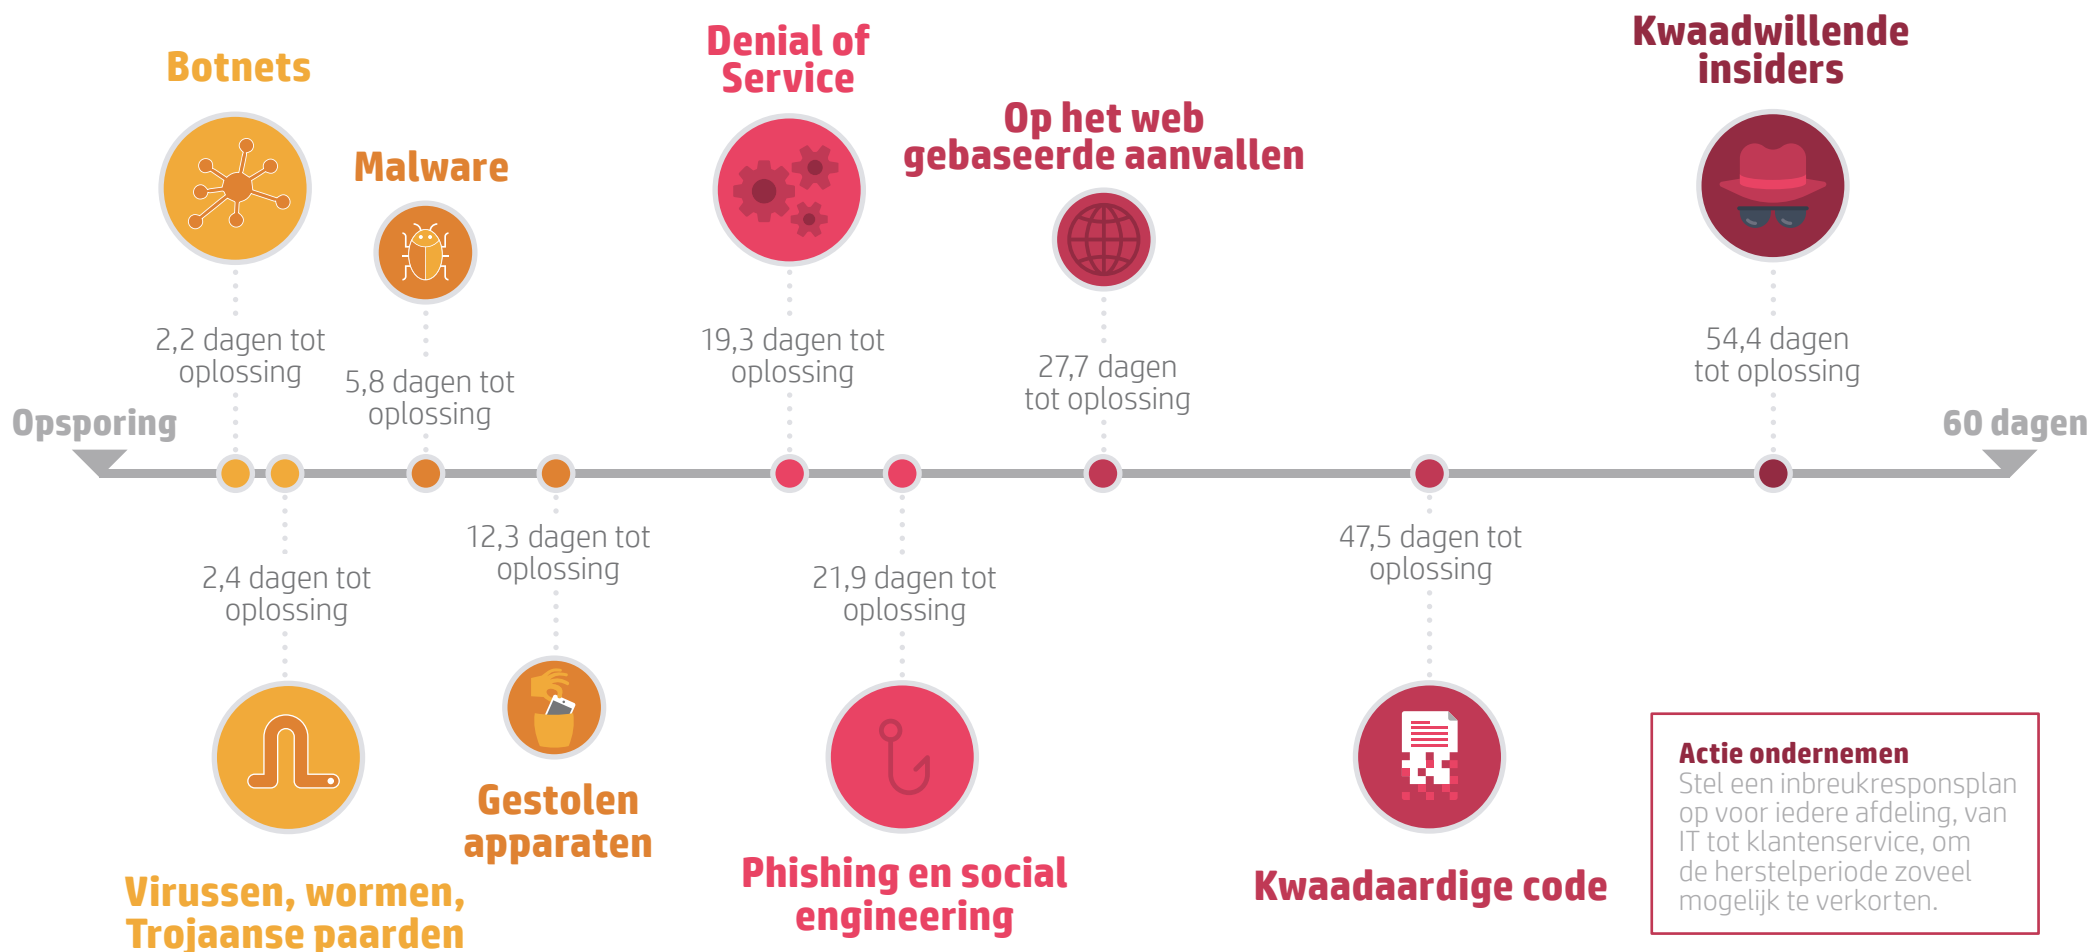 Botnets
2,2 dagen tot
oplossing
Malware
5,8 dagen tot
oplossing
Denial of
Service
19,3 dagen tot
oplossing
Op het web
gebaseerde aanvallen
27,7 dagen
tot oplossing
Kwaadwillende
insiders
54,4 dagen
tot oplossing
Opsporing
60 dagen
2,4 dagen tot
oplossing
Virussen, wormen,
Trojaanse paarden
12,3 dagen tot
oplossing
Gestolen
apparaten
21,9 dagen tot
oplossing
Phishing en social
engineering
47,5 dagen tot
oplossing
Kwaadaardige code
Actie ondernemen
Stel een inbreukresponsplan
op voor iedere afdeling, van
IT tot klantenservice, om
de herstelperiode zoveel
mogelijk te verkorten.